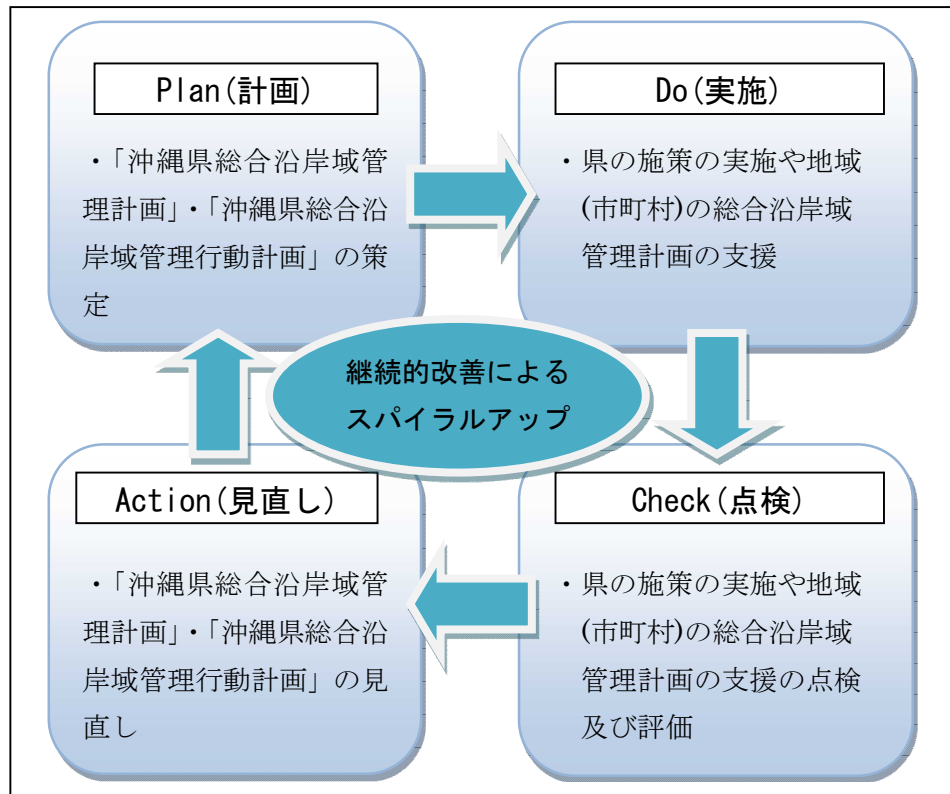 Plan(計画)
・「沖縄県総合沿岸域管
理計画」・「沖縄県総合沿
岸域管理行動計画」の策
定
Do(実施)
・県の施策の実施や地域
(市町村)の総合沿岸域
管理計画の支援
継続的改善による
スパイラルアップ
Action(見直し)
・「沖縄県総合沿岸域管
理計画」・「沖縄県総合沿
岸域管理行動計画」の見
直し
Check(点検)
・県の施策の実施や地域
(市町村)の総合沿岸域
管理計画の支援の点検
及び評価